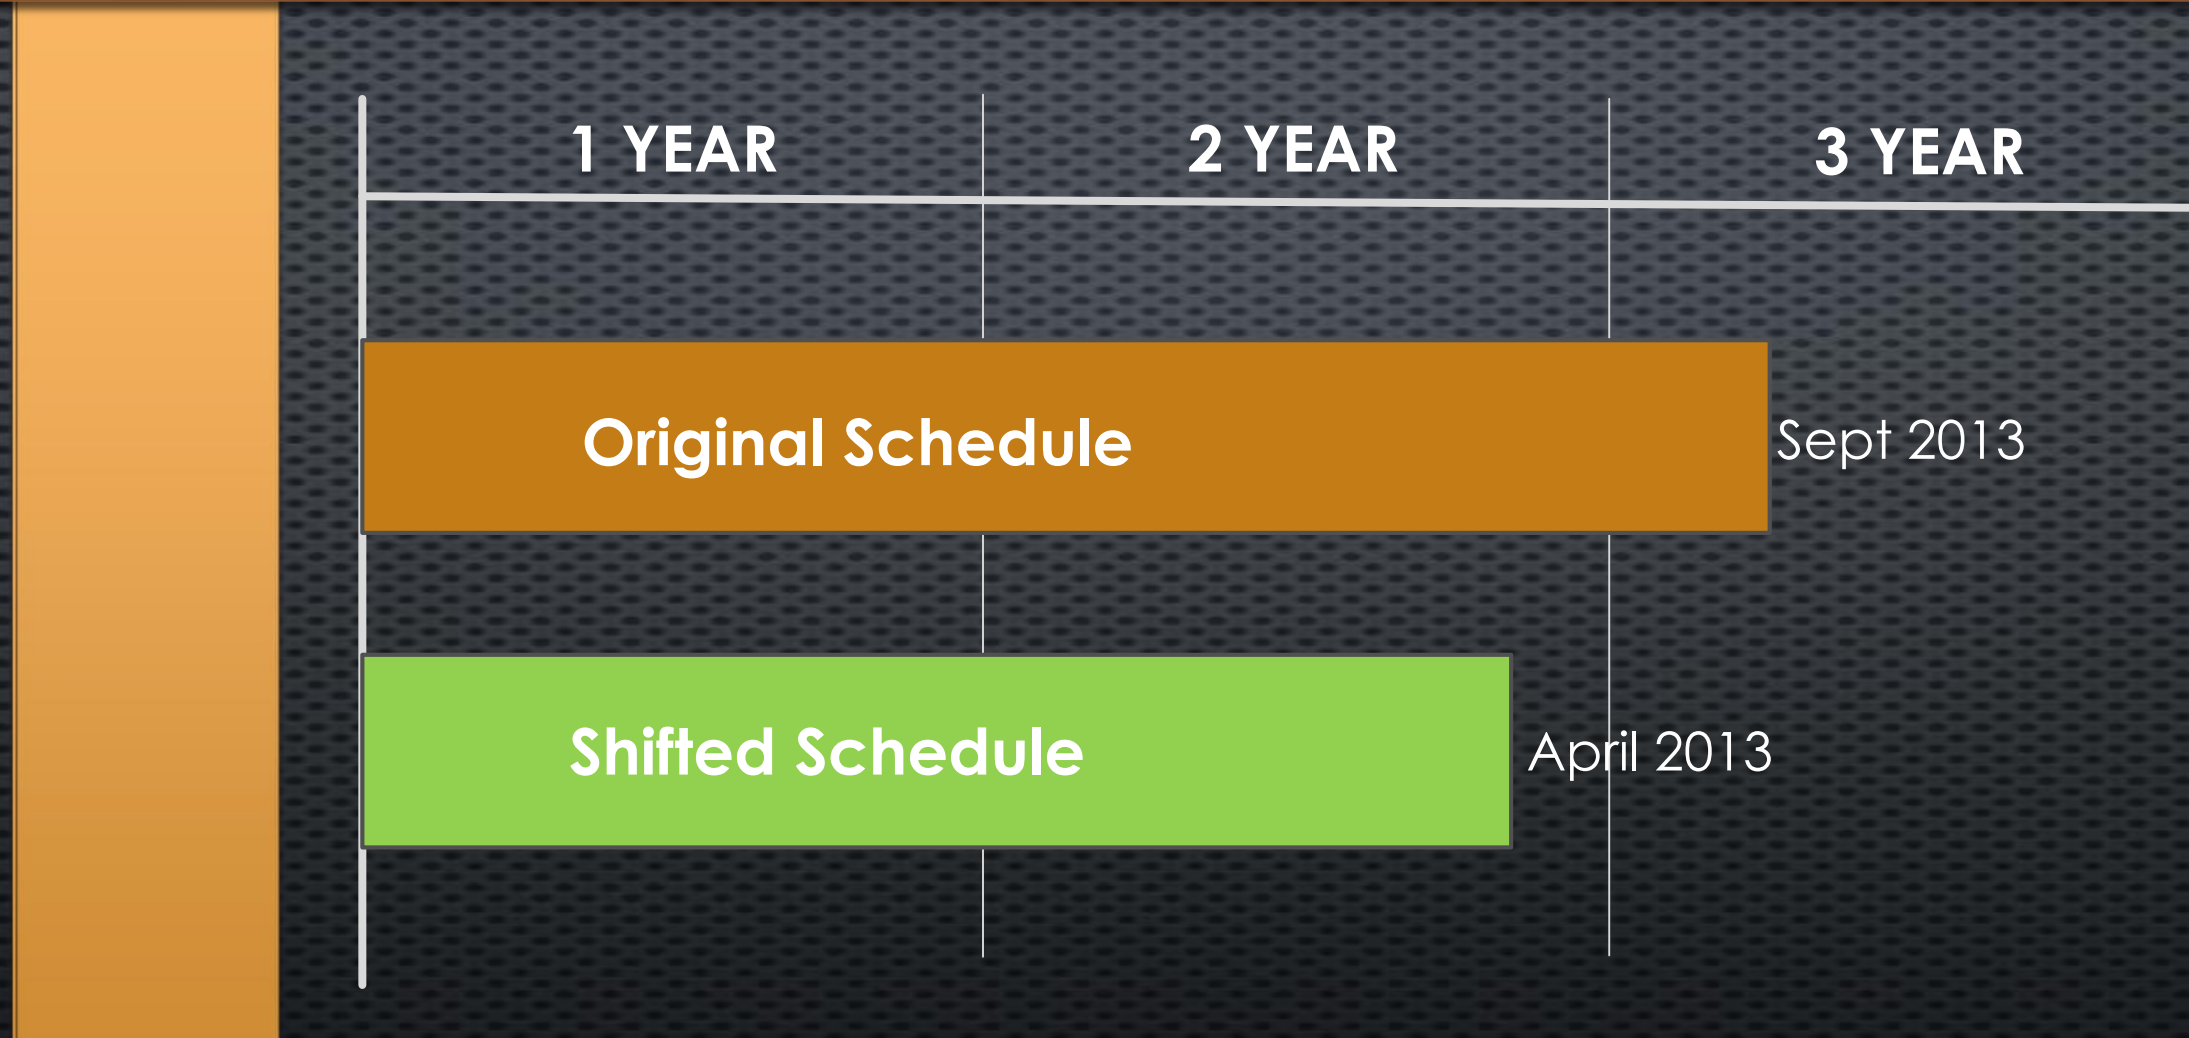 1 YEAR
2 YEAR
3 YEAR
Original Schedule
Sept 2013
Shifted Schedule
April 2013